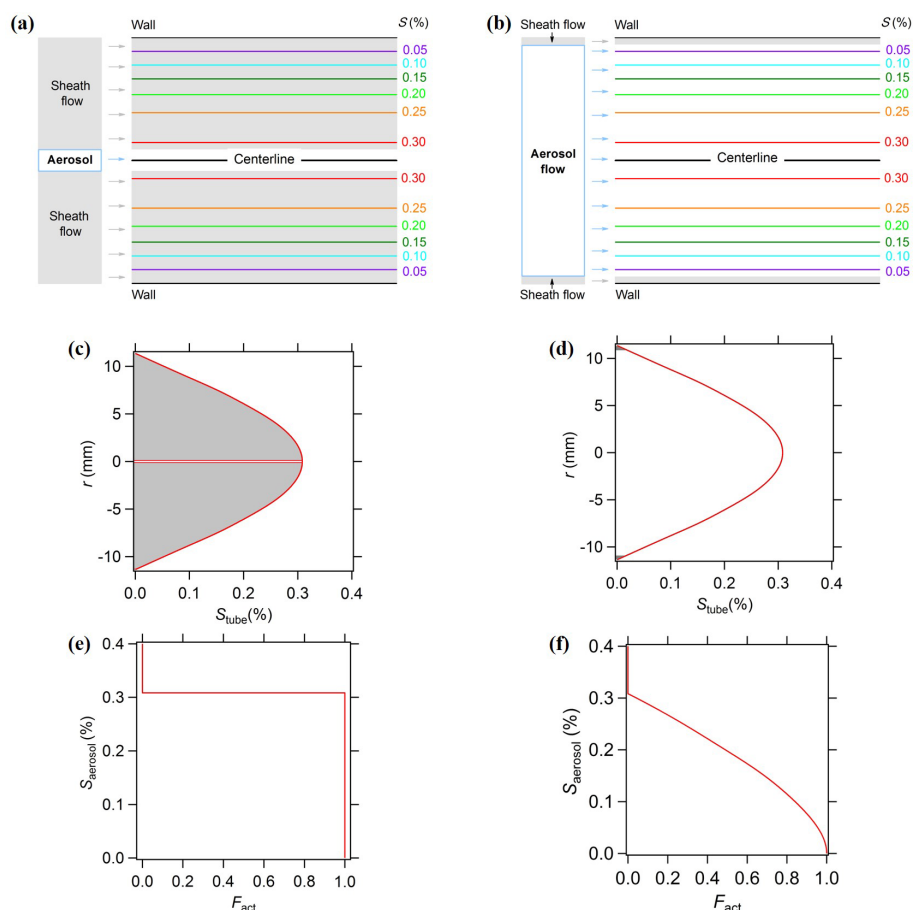 (a)
Wall
S (%)
Sheath
flow
Aerosol
Sheath
flow
Centerline
0.05
0.10
0.15
0.20
0.25
0.30
0.30
0.25
0.20
0.15
0.10
0.05
Wall
(b)
Sheath flow
Wall
S (%)
Aerosol
flow
Centerline
0.05
0.10
0.15
0.20
0.25
0.30
0.30
0.25
0.20
0.15
0.10
0.05
Sheath flow
Wall
(c)
r (mm)
10
5
0
-5
-10
0.0 0.1 0.2 0.3 0.4
Stube(%)
(d)
r (mm)
10
5
0
-5
-10
0.0 0.1 0.2 0.3 0.4
Stube(%)
(e)
Saerosol (%)
0.4
0.3
0.2
0.1
0.0
0.0 0.2 0.4 0.6 0.8 1.0
Fact
(f)
Saerosol (%)
0.4
0.3
0.2
0.1
0.0
0.0 0.2 0.4 0.6 0.8 1.0
Fact